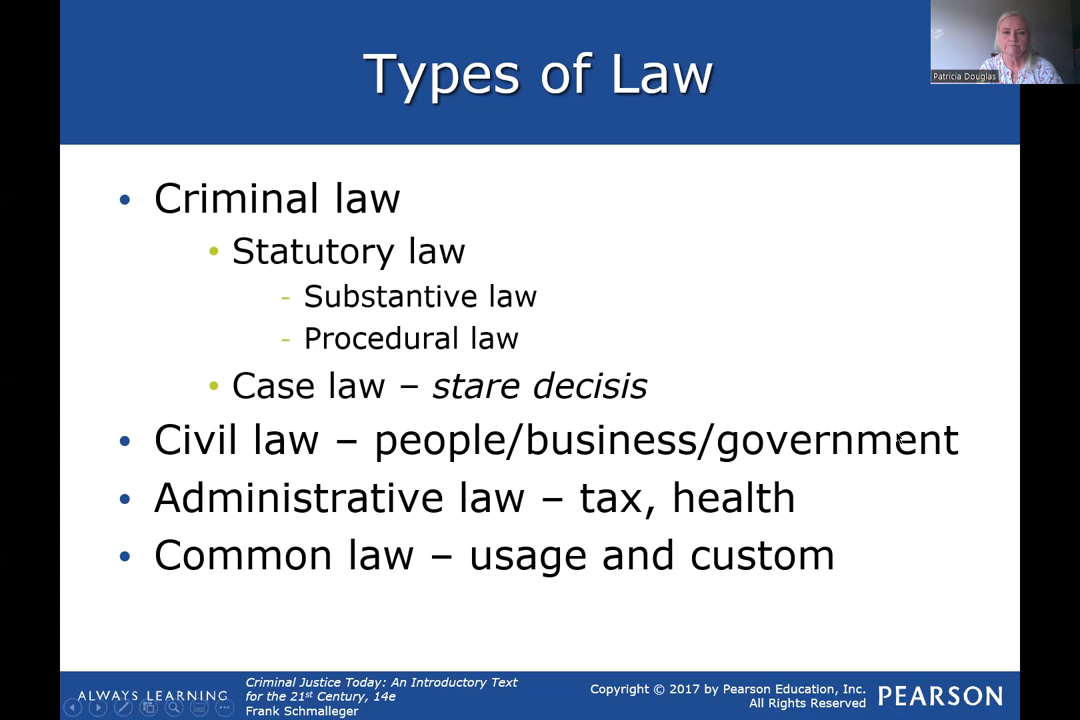 Types of Law
Patricia Douglas
• Criminal law
• Statutory law
- Substantive law
- Procedural law
• Case law – stare decisis
• Civil law – people/business/government
• Administrative law – tax, health
• Common law – usage and custom
ALWAYS LEARNING
Criminal Justice Today: An Introductory Text
for the 21st Century, 14e
Frank Schmalleger
Copyright © 2017 by Pearson Education, Inc.
All Rights Reserved
PEARSON